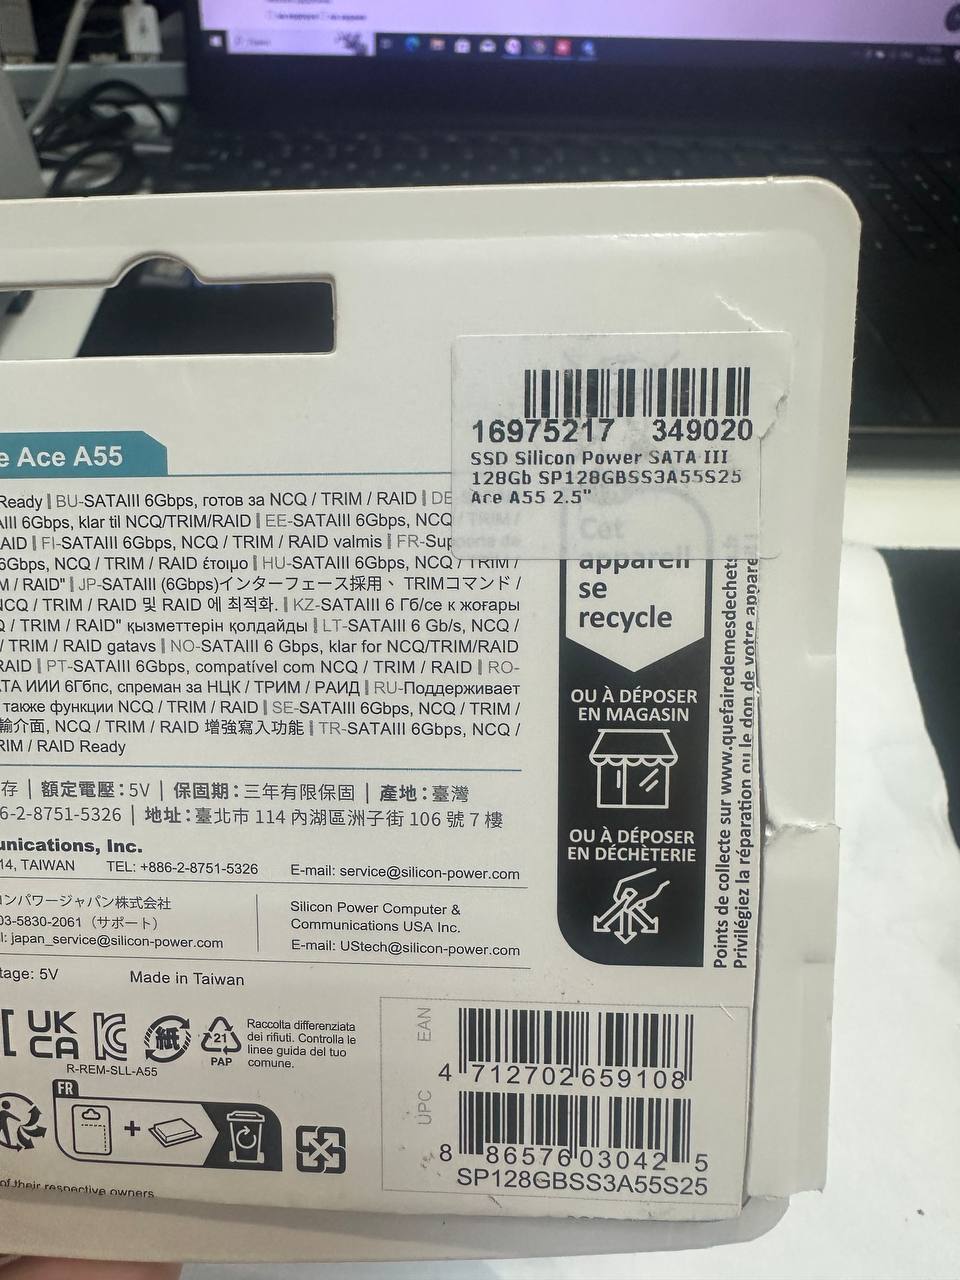 16975217 349020
SSD Silicon Power SATA III
128Gb SP128GBSS3A55S25
Ace A55 2.5"
e Ace A55
Ready | BU-SATAIII 6Gbps, готов за NCQ / TRIM / RAID | DE
AIII 6Gbps, klar til NCQ/TRIM/RAID | EE-SATAIII 6Gbps, NCQ / TRIM /
AID | FI-SATAIII 6Gbps, NCQ / TRIM / RAID valmis | FR-Sup
6Gbps, NCQ / TRIM / RAID έτοιμο | HU-SATAIII 6Gbps, NCQ / TRIM /
M / RAID" | JP-SATAIII (6Gbps)インターフェース採用、 TRIMコマンド /
NCQ / TRIM / RAID 및 RAID 에 최적화. | KZ-SATAIII 6 Гб/се к жоғары
Q / TRIM / RAID" қызметтерін қолдайды | LT-SATAIII 6 Gb/s, NCQ /
/ TRIM / RAID gatavs | NO-SATAIII 6 Gbps, klar for NCQ/TRIM/RAID
RAID | PT-SATAIII 6Gbps, compatível com NCQ / TRIM / RAID | RO-
ТА ИИИ 6Гбпс, спреман за НЦК / ТРИМ / РАИД | RU-Поддерживает
также функции NCQ / TRIM / RAID | SE-SATAIII 6Gbps, NCQ / TRIM /
輸介面, NCQ / TRIM / RAID 增強寫入功能 | TR-SATAIII 6Gbps, NCQ /
RIM / RAID Ready
存 | 額定電壓：5V | 保固期：三年有限保固 | 產地：臺灣
6-2-8751-5326 | 地址：臺北市 114 內湖區洲子街 106 號 7 樓
unications, Inc.
14, TAIWAN TEL: +886-2-8751-5326 E-mail: service@silicon-power.com
コンパワージャパン株式会社
03-5830-2061（サポート）
l: japan_service@silicon-power.com
Silicon Power Computer &
Communications USA Inc.
E-mail: UStech@silicon-power.com
tage: 5V Made in Taiwan
Cet
appareil
se
recycle
OU À DÉPOSER
EN MAGASIN
OU À DÉPOSER
EN DÉCHÈTERIE
Points de collecte sur www.quefairedemesdechets.fr
Privilégiez la réparation ou le don de votre appareil !
UK
CA
紙
R-REM-SLL-A55
21
PAP
Raccolta differenziata
dei rifiuti. Controlla le
linee guida del tuo
comune.
FR
EAN
4 712702 659108
UPC
8 86576 03042 5
SP128GBSS3A55S25
of their respective owners